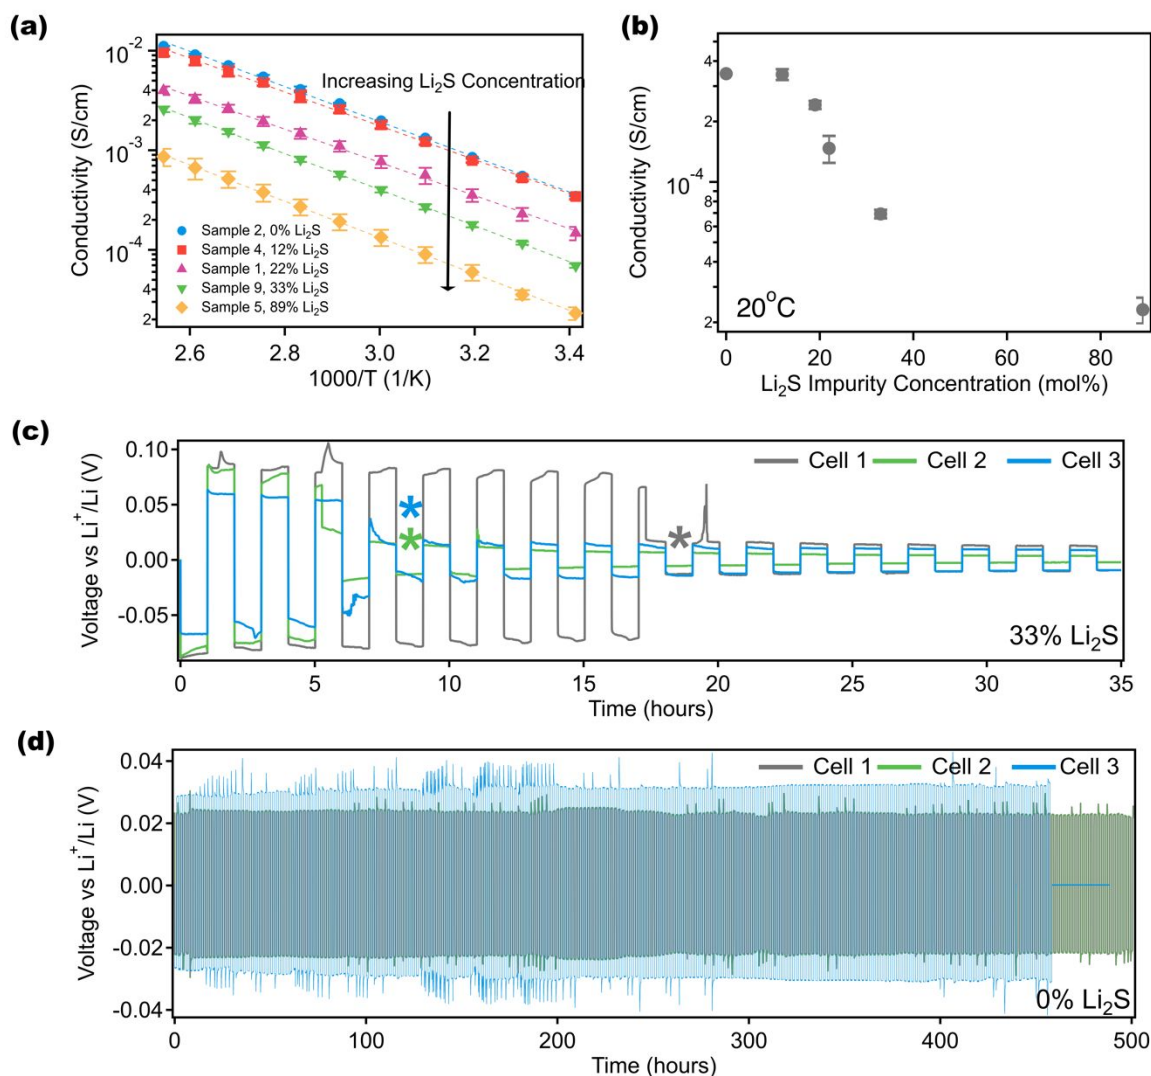 (a)
Conductivity (S/cm)
10⁻²
8
6
4
2
10⁻³
8
6
4
2
10⁻⁴
8
6
4
2
Increasing Li₂S Concentration
Sample 2, 0% Li₂S
Sample 4, 12% Li₂S
Sample 1, 22% Li₂S
Sample 9, 33% Li₂S
Sample 5, 89% Li₂S
2.6 2.8 3.0 3.2 3.4
1000/T (1/K)
(b)
Conductivity (S/cm)
4
2
10⁻⁴
8
6
4
2
20°C
0 20 40 60 80
Li₂S Impurity Concentration (mol%)
(c)
Voltage vs Li⁺/Li (V)
0.10
0.05
0.00
-0.05
Cell 1 Cell 2 Cell 3
* * *
33% Li₂S
0 5 10 15 20 25 30 35
Time (hours)
(d)
Voltage vs Li⁺/Li (V)
0.04
0.02
0.00
-0.02
-0.04
Cell 1 Cell 2 Cell 3
0% Li₂S
0 100 200 300 400 500
Time (hours)